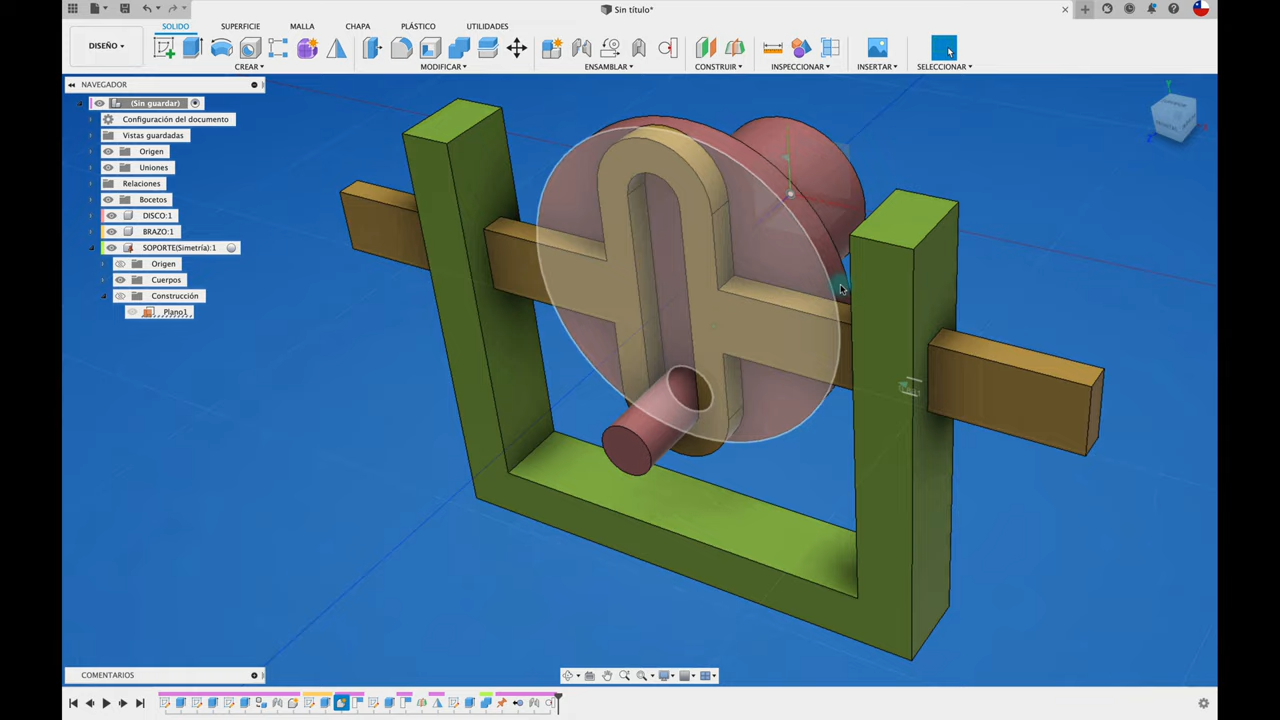 Sin título*
SÓLIDO SUPERFICIE MALLA CHAPA PLÁSTICO UTILIDADES
DISEÑO
CREAR MODIFICAR ENSAMBLAR CONSTRUIR INSPECCIONAR INSERTAR SELECCIONAR
NAVEGADOR
(Sin guardar)
Configuración del documento
Vistas guardadas
Origen
Uniones
Relaciones
Bocetos
DISCO:1
BRAZO:1
SOPORTE(Simetría):1
Origen
Cuerpos
Construcción
Plano1
COMENTARIOS